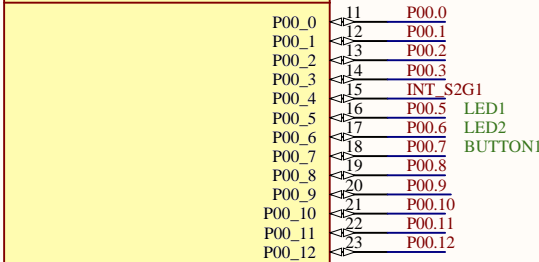 P00_0 11 P00.0
P00_1 12 P00.1
P00_2 13 P00.2
P00_3 14 P00.3
P00_4 15 INT_S2G1
P00_5 16 P00.5 LED1
P00_6 17 P00.6 LED2
P00_7 18 P00.7 BUTTON1
P00_8 19 P00.8
P00_9 20 P00.9
P00_10 21 P00.10
P00_11 22 P00.11
P00_12 23 P00.12